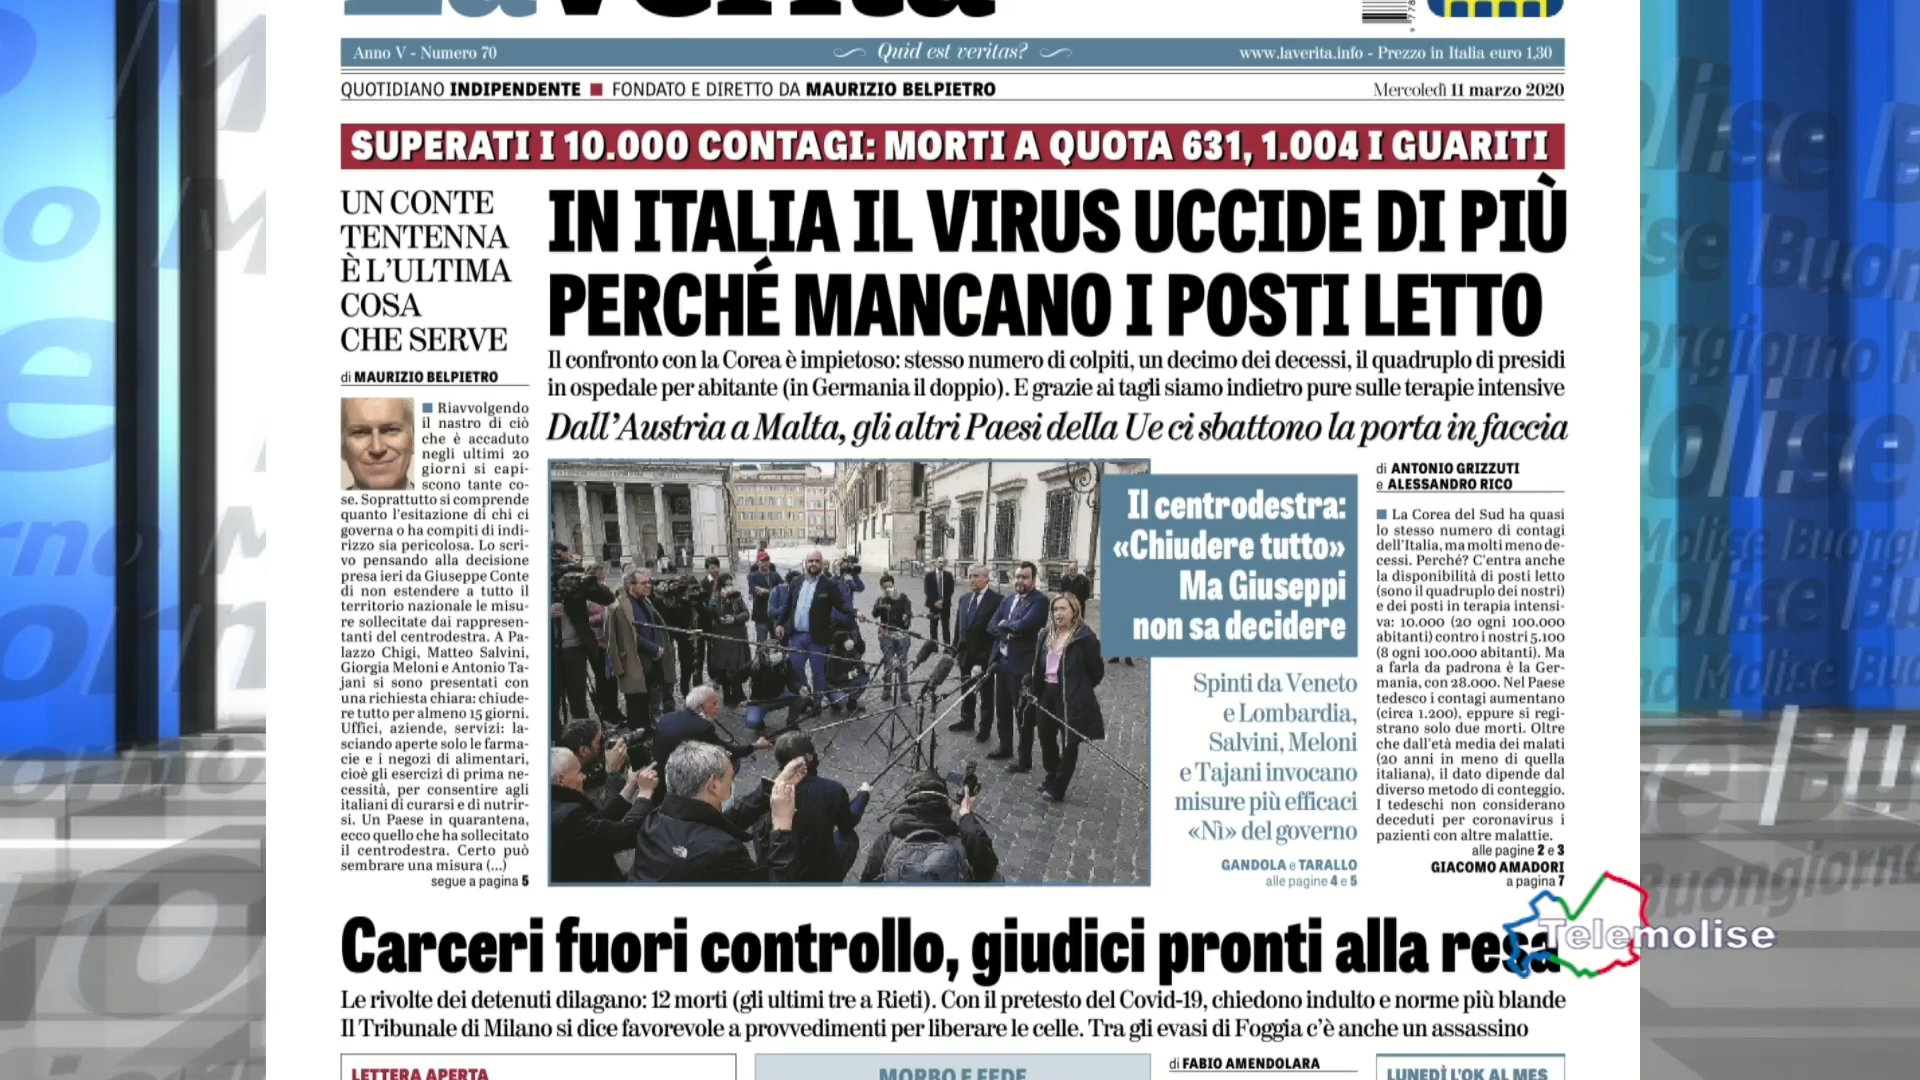 LaVerità
Anno V - Numero 70
Quid est veritas?
www.laverita.info - Prezzo in Italia euro 1,30
QUOTIDIANO INDIPENDENTE ■ FONDATO E DIRETTO DA MAURIZIO BELPIETRO
Mercoledì 11 marzo 2020
SUPERATI I 10.000 CONTAGI: MORTI A QUOTA 631, 1.004 I GUARITI
UN CONTE
TENTENNA
È L'ULTIMA
COSA
CHE SERVE
di MAURIZIO BELPIETRO
■ Riavvolgendo
il nastro di ciò
che è accaduto
negli ultimi 20
giorni si capi-
scono tante co-
se. Soprattutto si comprende
quanto l'esitazione di chi ci
governa o ha compiti di indi-
rizzo sia pericolosa. Lo scri-
vo pensando alla decisione
presa ieri da Giuseppe Conte
di non estendere a tutto il
territorio nazionale le misu-
re sollecitate dai rappresen-
tanti del centrodestra. A Pa-
lazzo Chigi, Matteo Salvini,
Giorgia Meloni e Antonio Ta-
jani si sono presentati con
una richiesta chiara: chiude-
re tutto per almeno 15 giorni.
Uffici, aziende, servizi: la-
sciando aperte solo le farma-
cie e i negozi di alimentari,
cioè gli esercizi di prima ne-
cessità, per consentire agli
italiani di curarsi e di nutrir-
si. Un Paese in quarantena,
ecco quello che ha sollecitato
il centrodestra. Certo può
sembrare una misura (...)
segue a pagina 5
IN ITALIA IL VIRUS UCCIDE DI PIÙ
PERCHÉ MANCANO I POSTI LETTO
Il confronto con la Corea è impietoso: stesso numero di colpiti, un decimo dei decessi, il quadruplo di presidi
in ospedale per abitante (in Germania il doppio). E grazie ai tagli siamo indietro pure sulle terapie intensive
Dall'Austria a Malta, gli altri Paesi della Ue ci sbattono la porta in faccia
Il centrodestra:
«Chiudere tutto»
Ma Giuseppi
non sa decidere
Spinti da Veneto
e Lombardia,
Salvini, Meloni
e Tajani invocano
misure più efficaci
«Nì» del governo
GANDOLA e TARALLO
alle pagine 4 e 5
di ANTONIO GRIZZUTI
e ALESSANDRO RICO
■ La Corea del Sud ha quasi
lo stesso numero di contagi
dell'Italia, ma molti meno de-
cessi. Perché? C'entra anche
la disponibilità di posti letto
(sono il quadruplo dei nostri)
e dei posti in terapia intensi-
va: 10.000 (20 ogni 100.000
abitanti) contro i nostri 5.100
(8 ogni 100.000 abitanti). Ma
a farla da padrona è la Ger-
mania, con 28.000. Nel Paese
tedesco i contagi aumentano
(circa 1.200), eppure si regi-
strano solo due morti. Oltre
che dall'età media dei malati
(20 anni in meno di quella
italiana), il dato dipende dal
diverso metodo di conteggio.
I tedeschi non considerano
deceduti per coronavirus i
pazienti con altre malattie.
alle pagine 2 e 3
GIACOMO AMADORI
a pagina 7
Carceri fuori controllo, giudici pronti alla resa
Telemolise
Le rivolte dei detenuti dilagano: 12 morti (gli ultimi tre a Rieti). Con il pretesto del Covid-19, chiedono indulto e norme più blande
Il Tribunale di Milano si dice favorevole a provvedimenti per liberare le celle. Tra gli evasi di Foggia c'è anche un assassino
LETTERA APERTA
MORBO E FEDE
di FABIO AMENDOLARA
LUNEDÌ L'OK AL MES